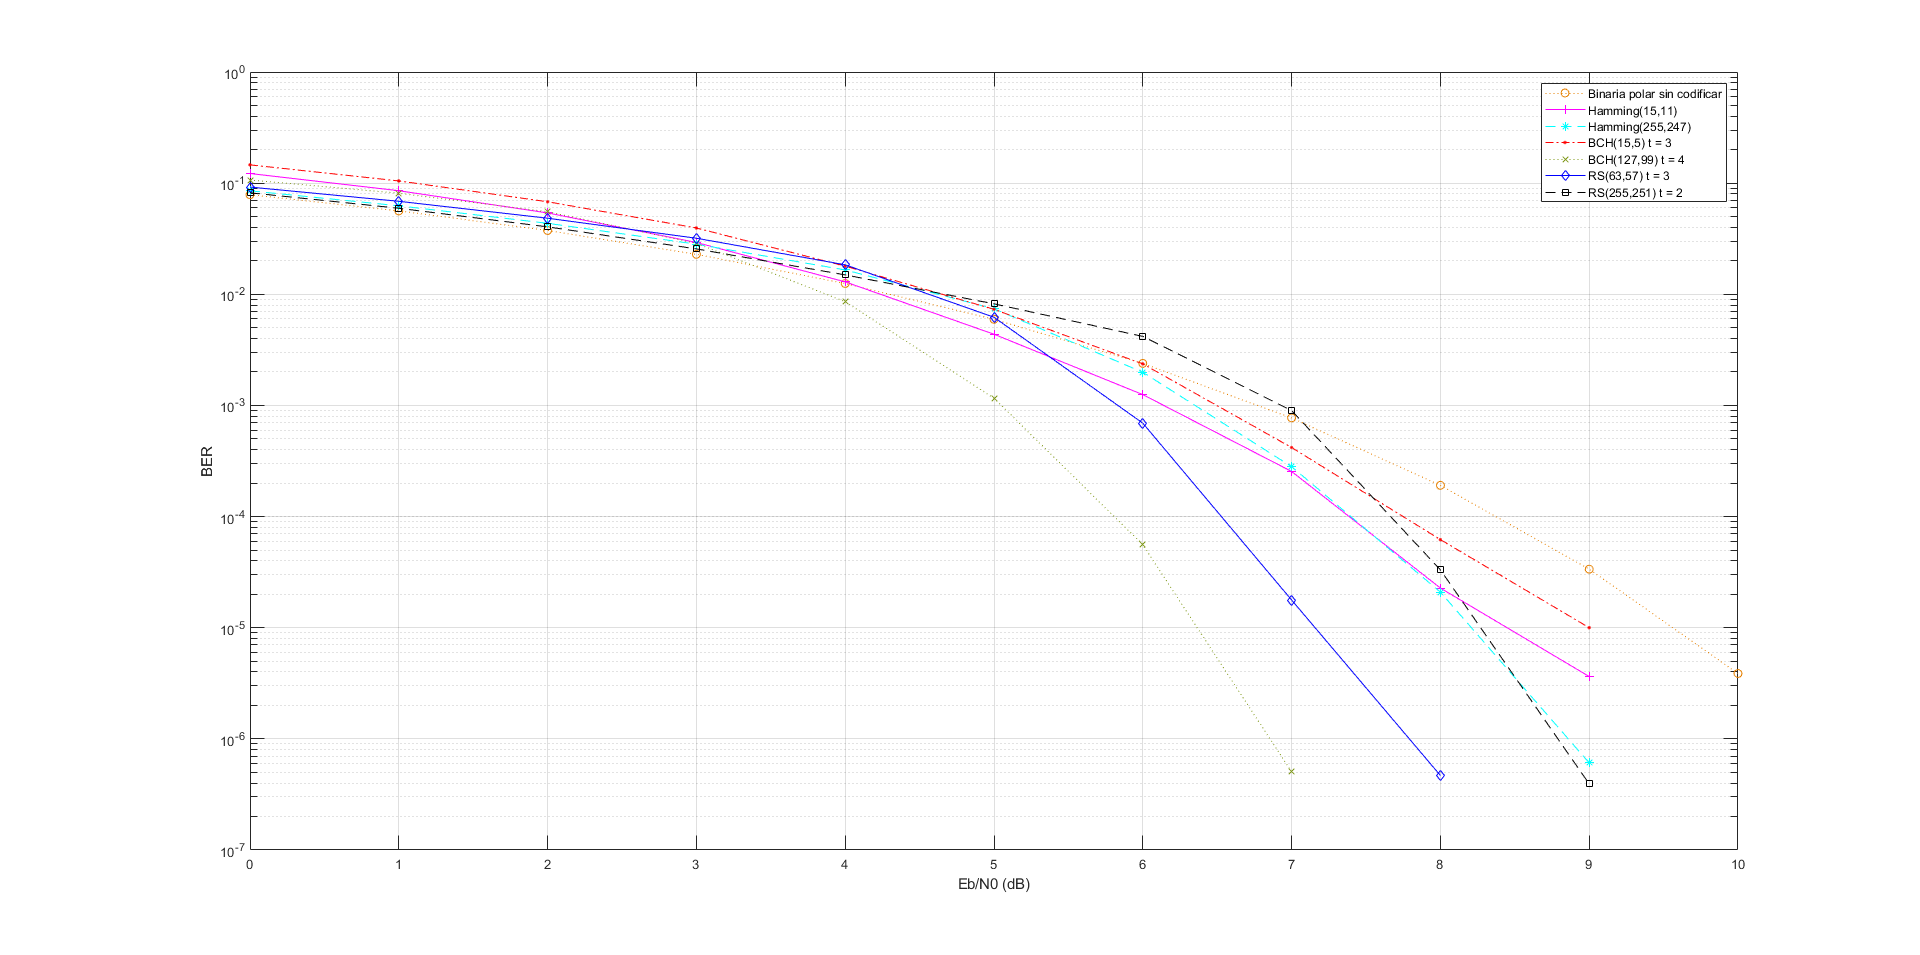 10^0
10^-1
10^-2
10^-3
10^-4
10^-5
10^-6
10^-7
BER
0 1 2 3 4 5 6 7 8 9 10
Eb/N0 (dB)
Binaria polar sin codificar
Hamming(15,11)
Hamming(255,247)
BCH(15,5) t = 3
BCH(127,99) t = 4
RS(63,57) t = 3
RS(255,251) t = 2